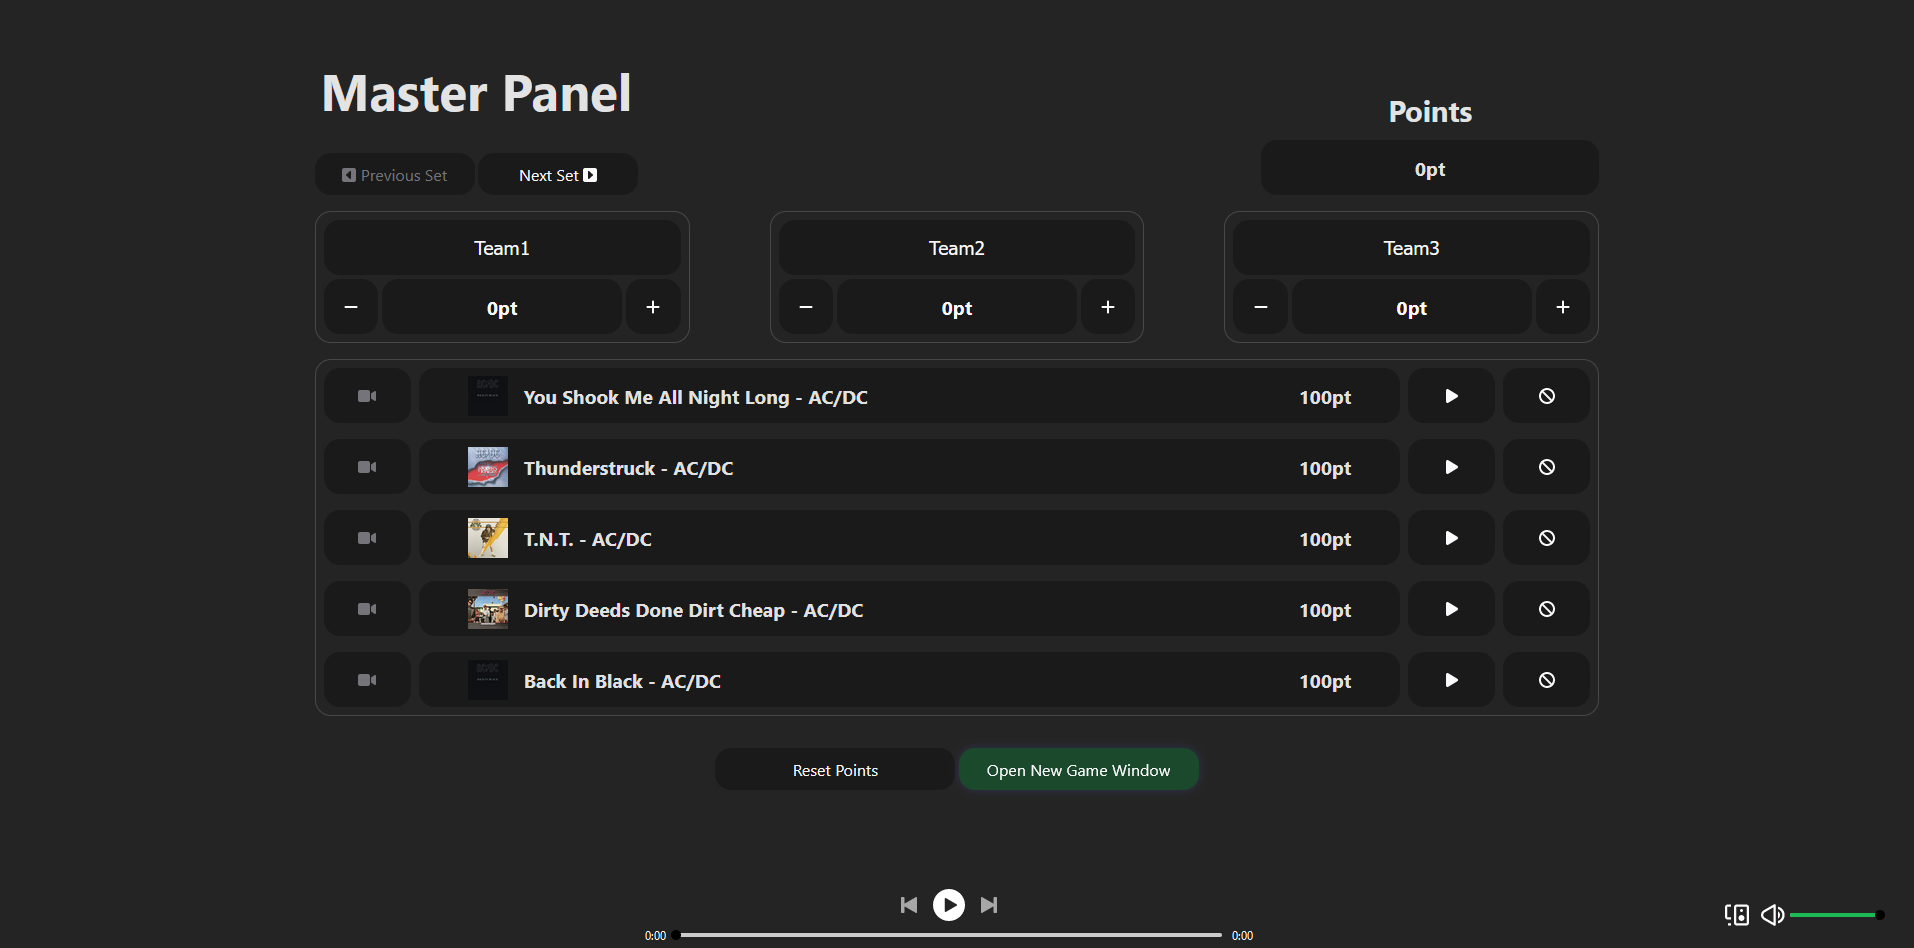 Master Panel
Points
Previous Set
Next Set
0pt
Team1
Team2
Team3
0pt
0pt
0pt
You Shook Me All Night Long - AC/DC
100pt
Thunderstruck - AC/DC
100pt
T.N.T. - AC/DC
100pt
Dirty Deeds Done Dirt Cheap - AC/DC
100pt
Back In Black - AC/DC
100pt
Reset Points
Open New Game Window
0:00
0:00